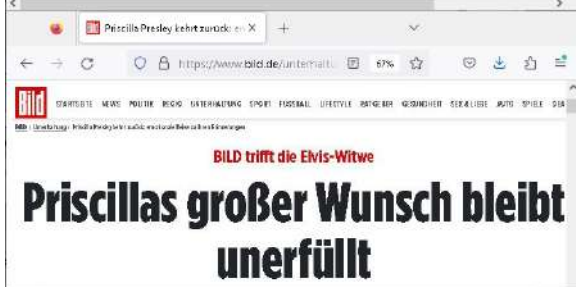 Priscilla Presley kehrt zurück: en
https://www.bild.de/unterhaltu
67%
Bild
STARTSEITE NEWS POLITIK REGIO UNTERHALTUNG SPORT FUSSBALL LIFESTYLE RATGEBER GESUNDHEIT SEX & LIEBE AUTO SPIELE
BILD trifft die Elvis-Witwe
Priscillas großer Wunsch bleibt
unerfüllt